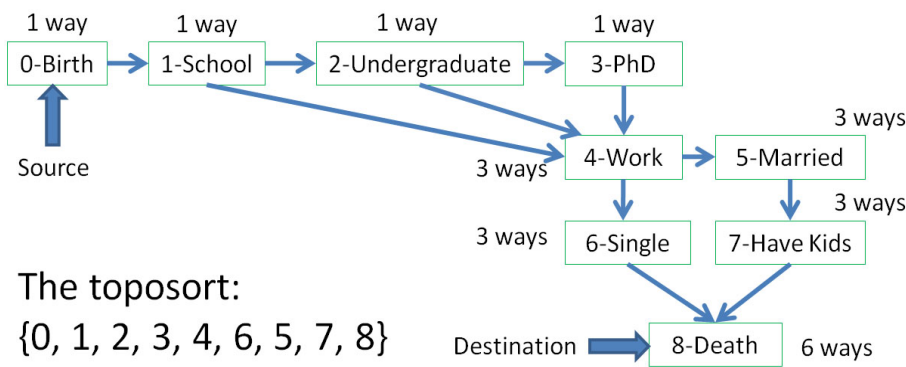 1 way
1 way
1 way
1 way
0-Birth
1-School
2-Undergraduate
3-PhD
Source
3 ways
4-Work
5-Married
3 ways
3 ways
6-Single
7-Have Kids
3 ways
The toposort:
{0, 1, 2, 3, 4, 6, 5, 7, 8}
Destination
8-Death
6 ways